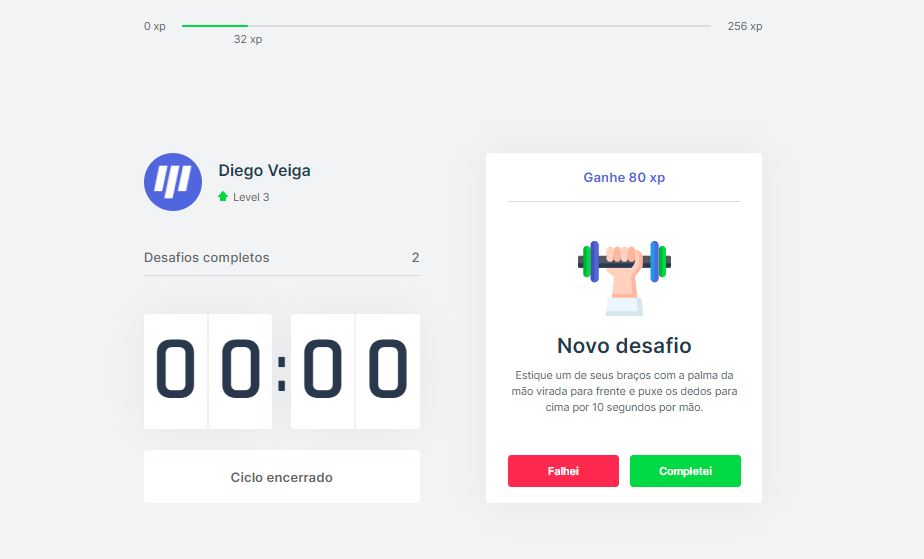 0 xp
256 xp
32 xp
Diego Veiga
Level 3
Desafios completos
2
00:00
Ciclo encerrado
Ganhe 80 xp
Novo desafio
Estique um de seus braços com a palma da
mão virada para frente e puxe os dedos para
cima por 10 segundos por mão.
Falhei
Completei